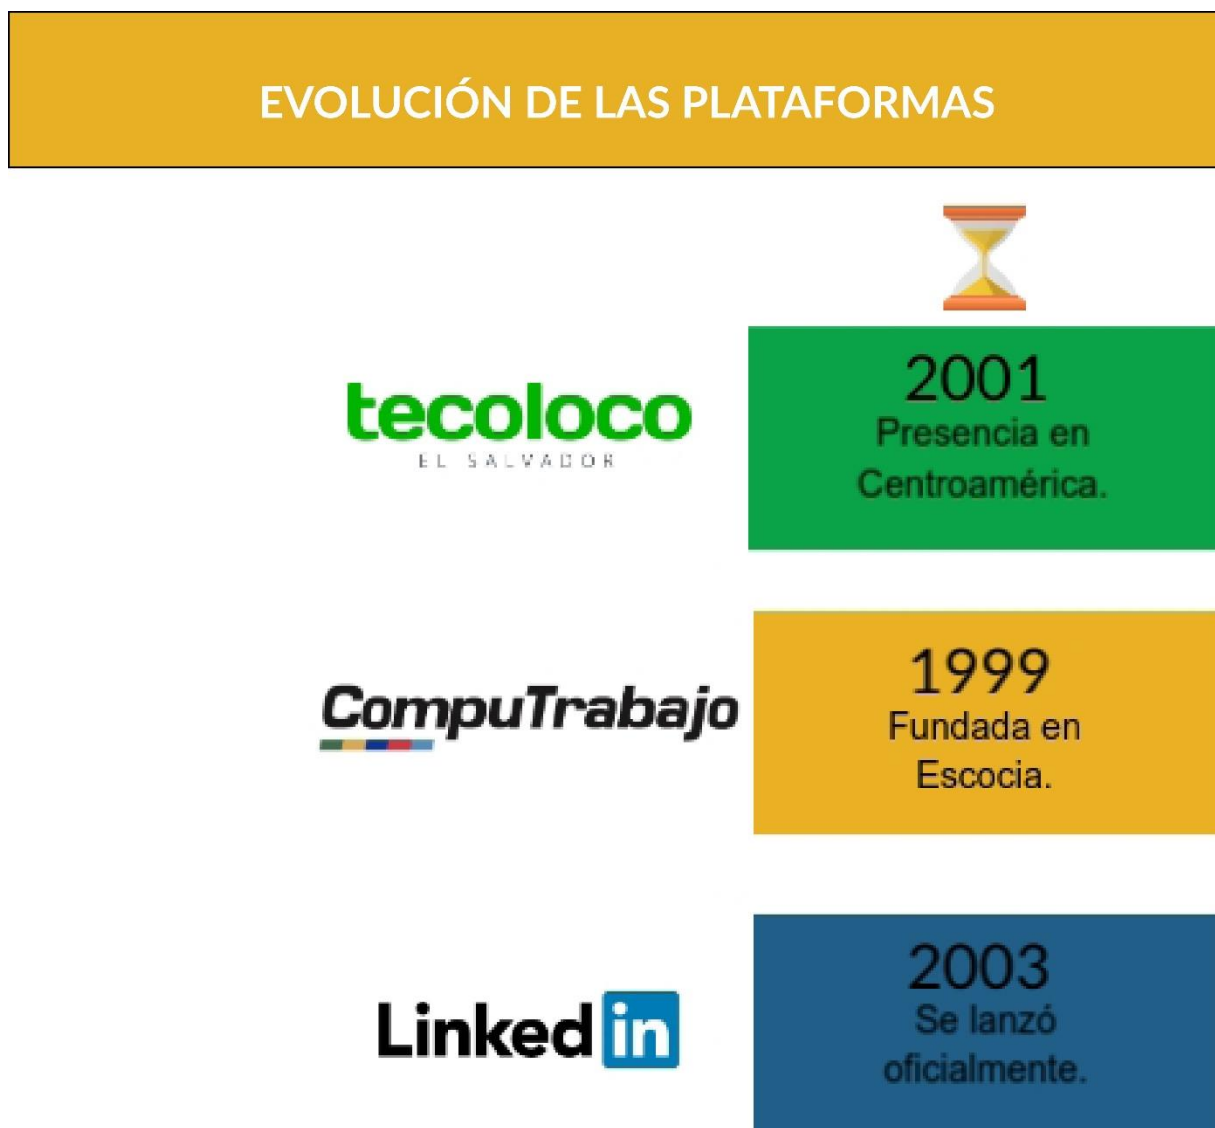 EVOLUCIÓN DE LAS PLATAFORMAS
tecoloco
EL SALVADOR
2001
Presencia en
Centroamérica.
CompuTrabajo
1999
Fundada en
Escocia.
Linked in
2003
Se lanzó
oficialmente.